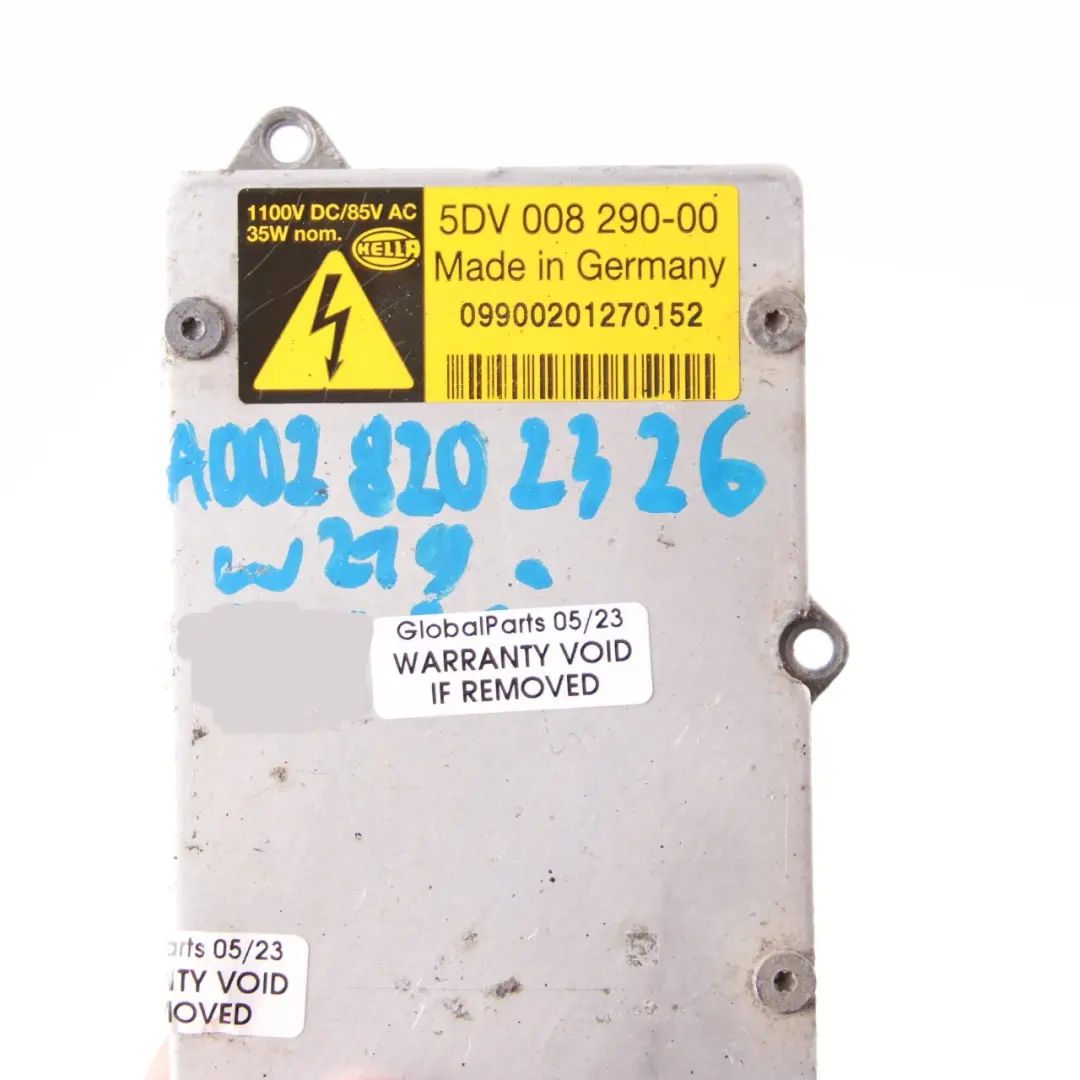 1100V DC/85V AC
35W nom.
HELLA
5DV 008 290-00
Made in Germany
09900201270152
A002 820 23 26
W219.
GlobalParts 05/23
WARRANTY VOID
IF REMOVED
arts 05/23
NTY VOID
MOVED